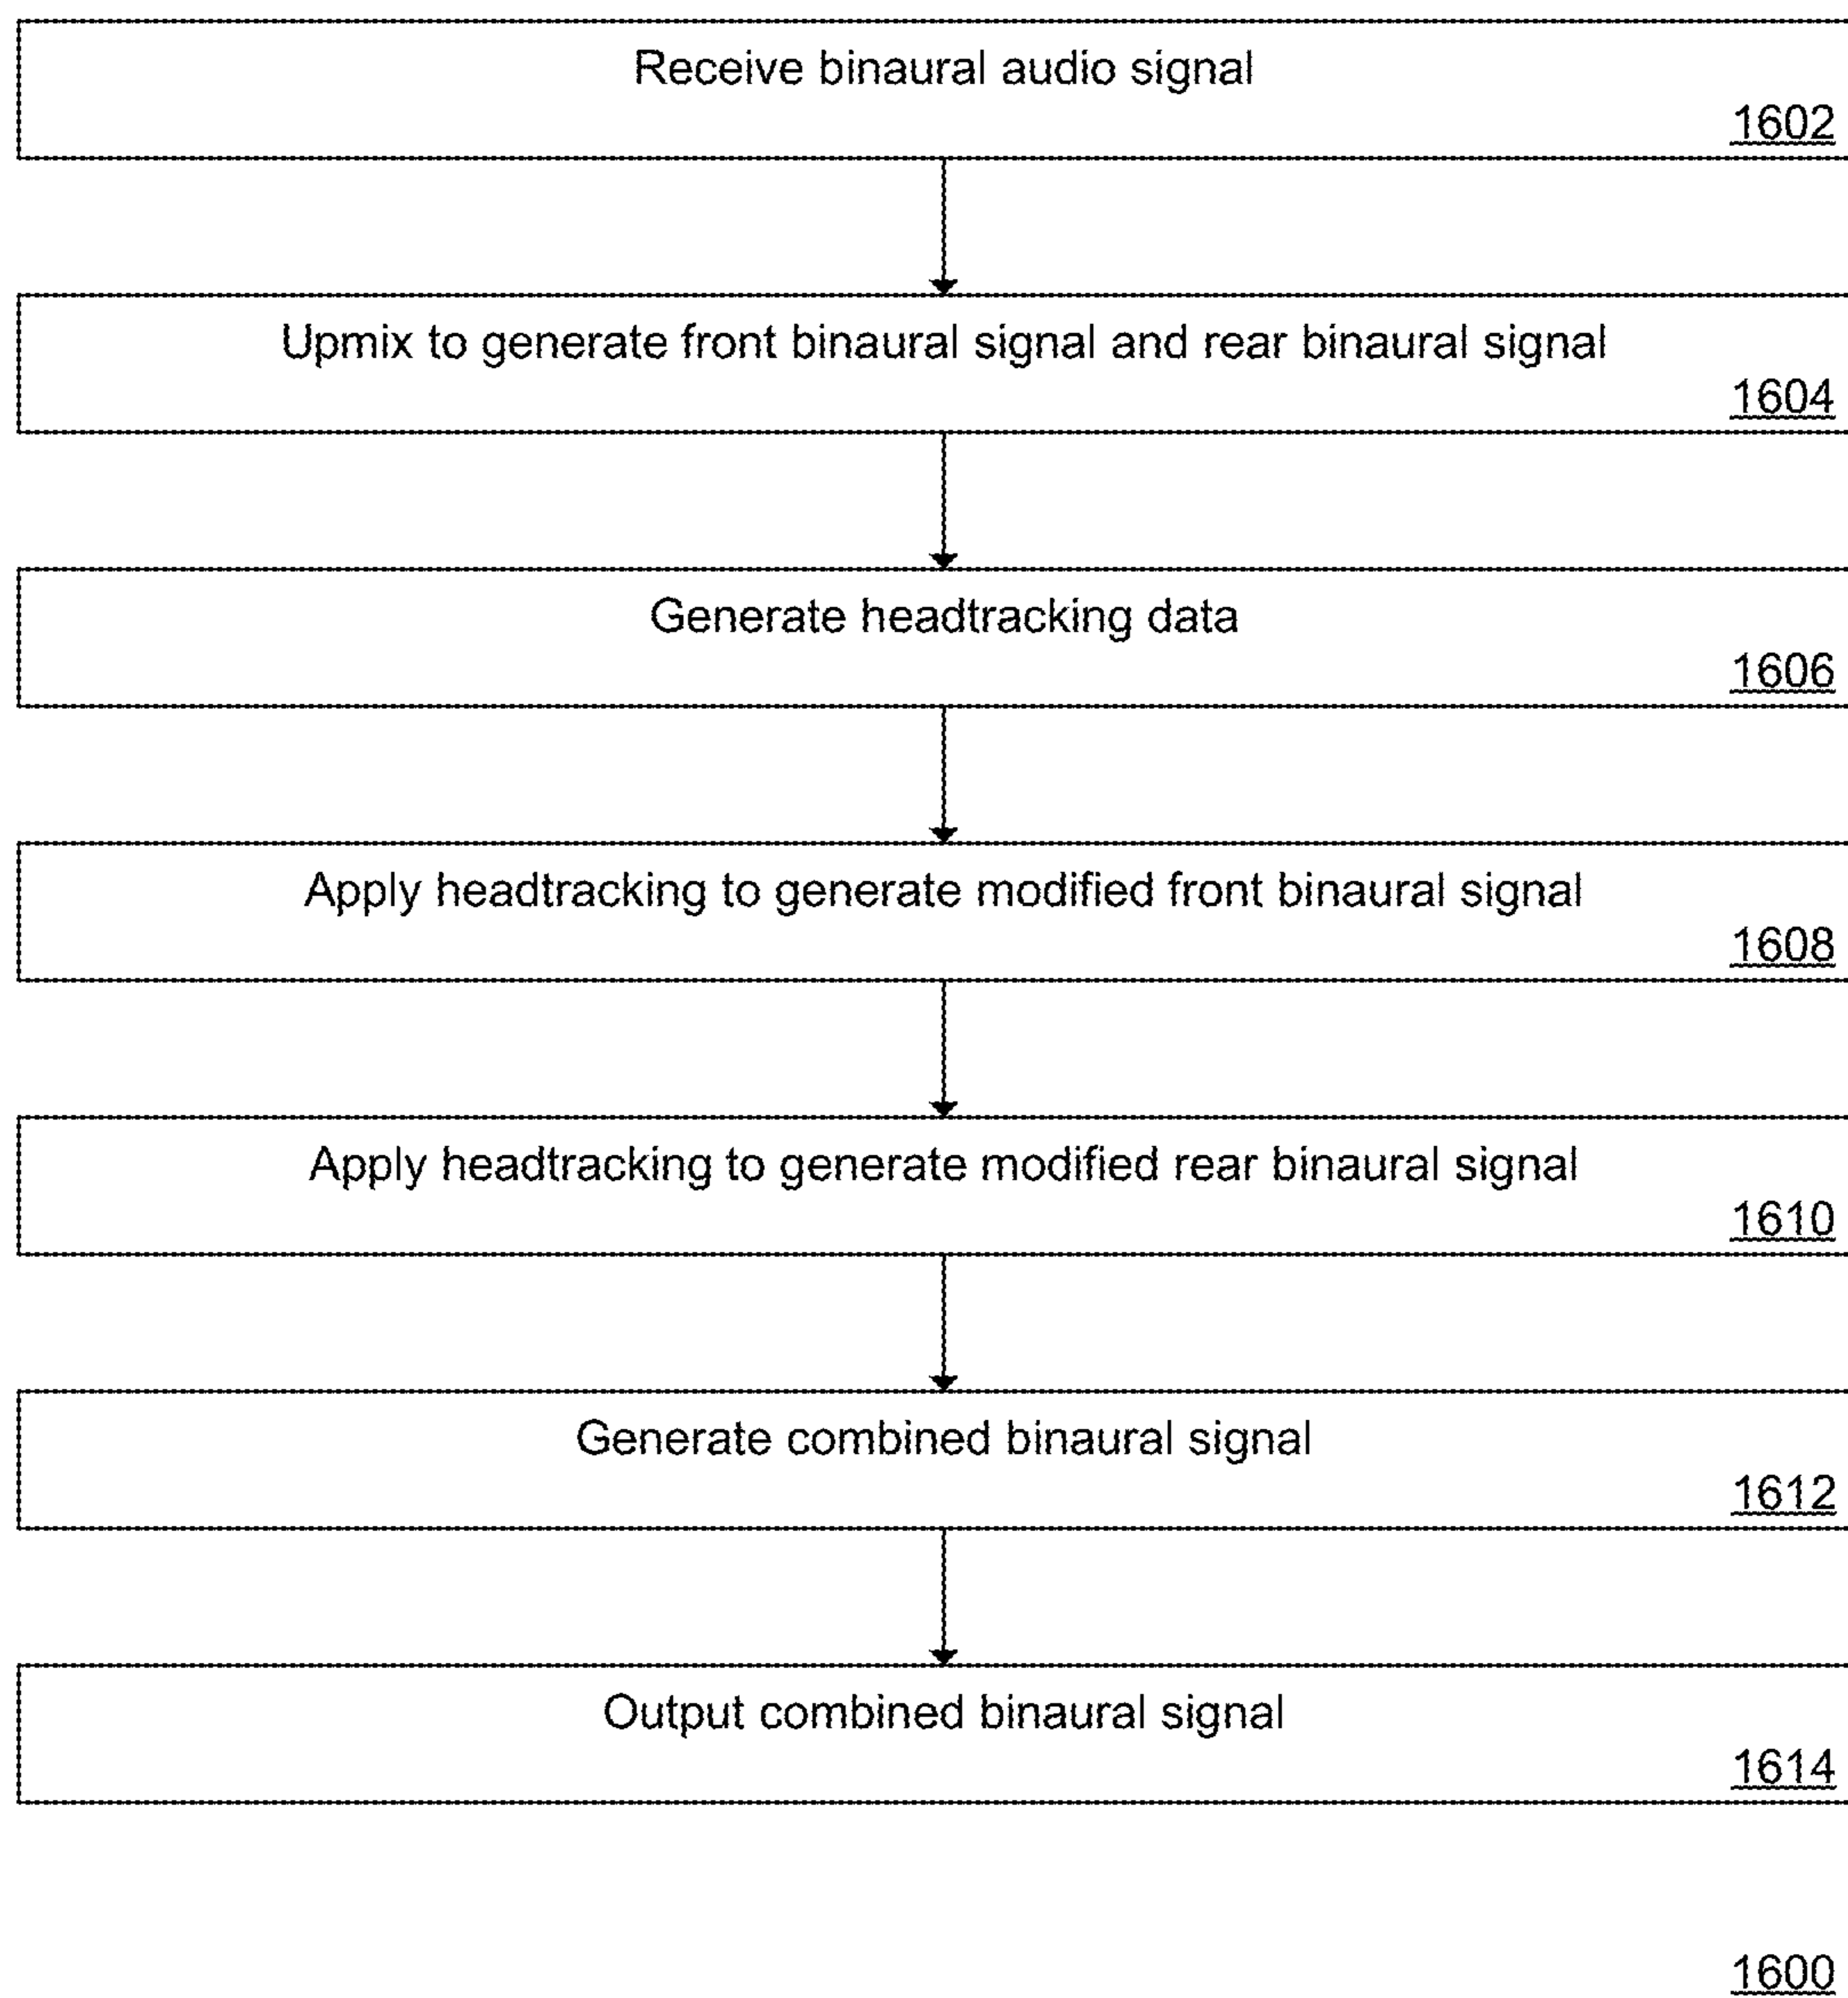 Receive binaural audio signal
1602
Upmix to generate front binaural signal and rear binaural signal
1604
Generate headtracking data
1606
Apply headtracking to generate modified front binaural signal
1608
Apply headtracking to generate modified rear binaural signal
1610
Generate combined binaural signal
1612
Output combined binaural signal
1614
1600